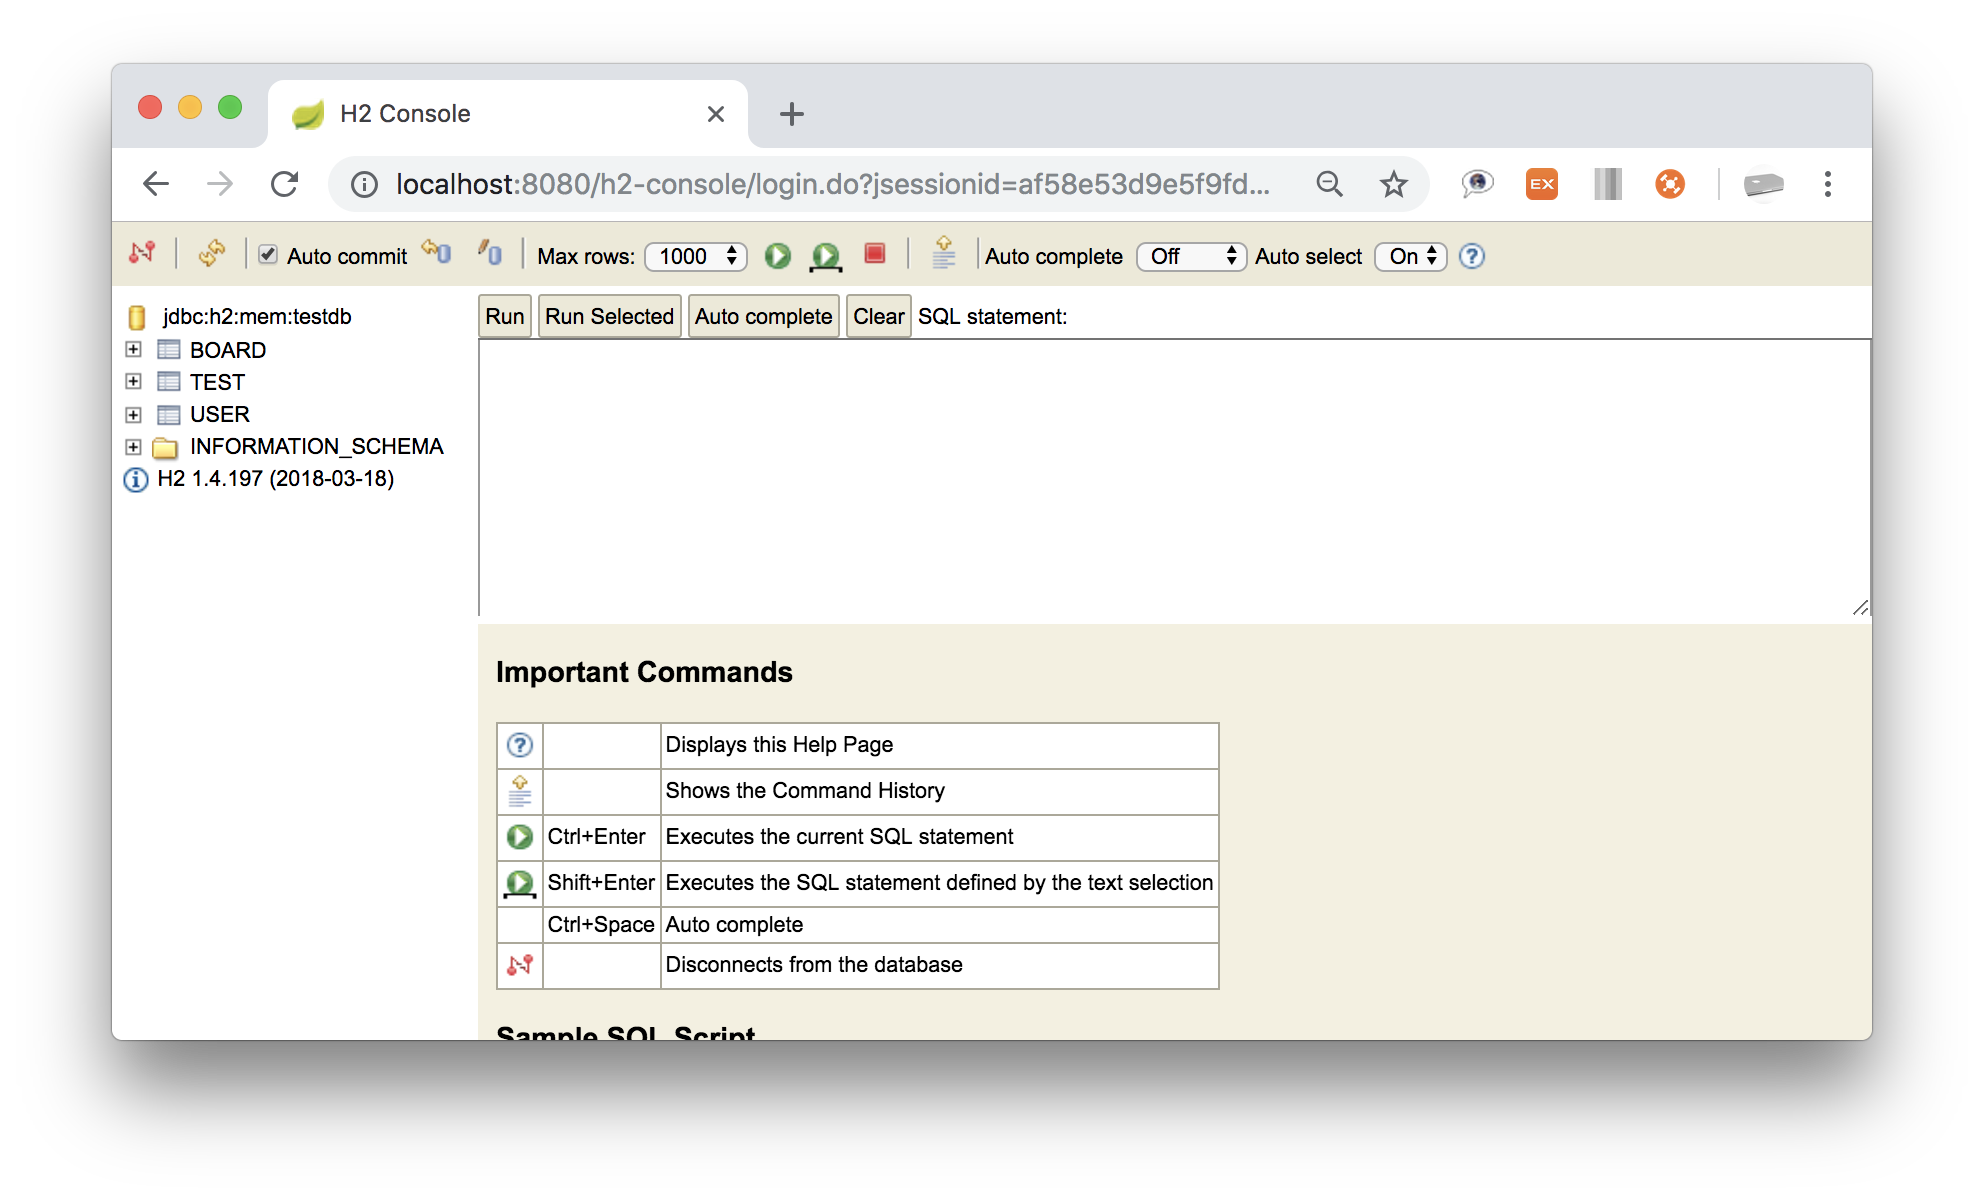 H2 Console
localhost:8080/h2-console/login.do?jsessionid=af58e53d9e5f9fd...
EX
Auto commit Max rows: 1000 Auto complete Off Auto select On
jdbc:h2:mem:testdb
BOARD
TEST
USER
INFORMATION_SCHEMA
H2 1.4.197 (2018-03-18)
Run Run Selected Auto complete Clear SQL statement:
Important Commands
Displays this Help Page
Shows the Command History
Ctrl+Enter Executes the current SQL statement
Shift+Enter Executes the SQL statement defined by the text selection
Ctrl+Space Auto complete
Disconnects from the database
Sample SQL Script